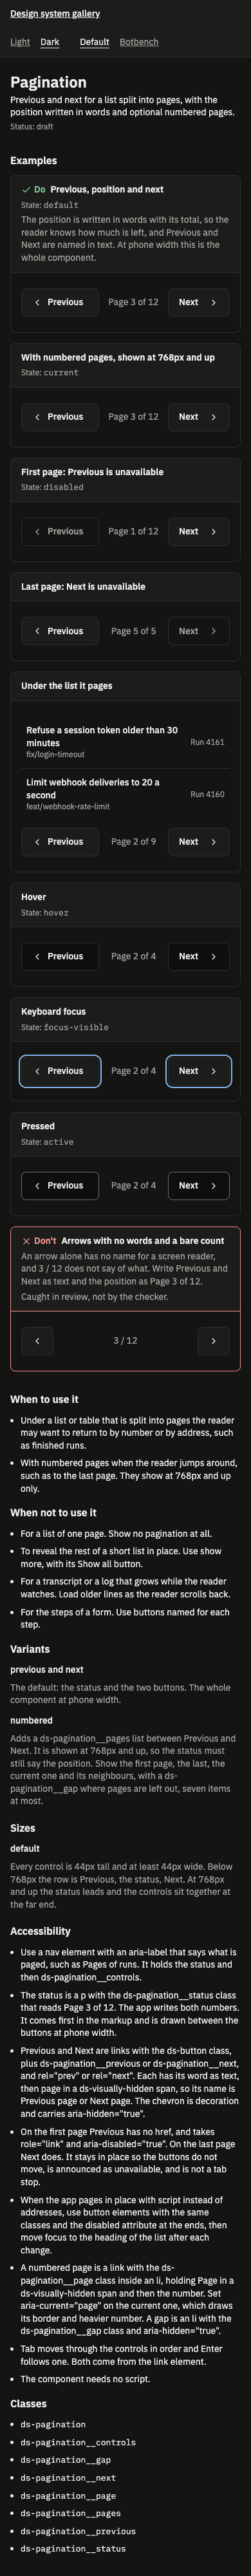 Design system gallery
Light Dark Default Botbench
Pagination
Previous and next for a list split into pages, with the
position written in words and optional numbered pages.
Status: draft
Examples
Do Previous, position and next
State: default
The position is written in words with its total, so the
reader knows how much is left, and Previous and
Next are named in text. At phone width this is the
whole component.
Previous Page 3 of 12 Next
With numbered pages, shown at 768px and up
State: current
Previous Page 3 of 12 Next
First page: Previous is unavailable
State: disabled
Previous Page 1 of 12 Next
Last page: Next is unavailable
Previous Page 5 of 5 Next
Under the list it pages
Refuse a session token older than 30
minutes
fix/login-timeout
Run 4161
Limit webhook deliveries to 20 a
second
feat/webhook-rate-limit
Run 4160
Previous Page 2 of 9 Next
Hover
State: hover
Previous Page 2 of 4 Next
Keyboard focus
State: focus-visible
Previous Page 2 of 4 Next
Pressed
State: active
Previous Page 2 of 4 Next
Don't Arrows with no words and a bare count
An arrow alone has no name for a screen reader,
and 3 / 12 does not say of what. Write Previous and
Next as text and the position as Page 3 of 12.
Caught in review, not by the checker.
3 / 12
When to use it
Under a list or table that is split into pages the reader
may want to return to by number or by address, such
as finished runs.
With numbered pages when the reader jumps around,
such as to the last page. They show at 768px and up
only.
When not to use it
For a list of one page. Show no pagination at all.
To reveal the rest of a short list in place. Use show
more, with its Show all button.
For a transcript or a log that grows while the reader
watches. Load older lines as the reader scrolls back.
For the steps of a form. Use buttons named for each
step.
Variants
previous and next
The default: the status and the two buttons. The whole
component at phone width.
numbered
Adds a ds-pagination__pages list between Previous and
Next. It is shown at 768px and up, so the status must
still say the position. Show the first page, the last, the
current one and its neighbours, with a ds-
pagination__gap where pages are left out, seven items
at most.
Sizes
default
Every control is 44px tall and at least 44px wide. Below
768px the row is Previous, the status, Next. At 768px
and up the status leads and the controls sit together at
the far end.
Accessibility
Use a nav element with an aria-label that says what is
paged, such as Pages of runs. It holds the status and
then ds-pagination__controls.
The status is a p with the ds-pagination__status class
that reads Page 3 of 12. The app writes both numbers.
It comes first in the markup and is drawn between the
buttons at phone width.
Previous and Next are links with the ds-button class,
plus ds-pagination__previous or ds-pagination__next,
and rel="prev" or rel="next". Each has its word as text,
then page in a ds-visually-hidden span, so its name is
Previous page or Next page. The chevron is decoration
and carries aria-hidden="true".
On the first page Previous has no href, and takes
role="link" and aria-disabled="true". On the last page
Next does. It stays in place so the buttons do not
move, is announced as unavailable, and is not a tab
stop.
When the app pages in place with script instead of
addresses, use button elements with the same
classes and the disabled attribute at the ends, then
move focus to the heading of the list after each
change.
A numbered page is a link with the ds-
pagination__page class inside an li, holding Page in a
ds-visually-hidden span and then the number. Set
aria-current="page" on the current one, which draws
its border and heavier number. A gap is an li with the
ds-pagination__gap class and aria-hidden="true".
Tab moves through the controls in order and Enter
follows one. Both come from the link element.
The component needs no script.
Classes
ds-pagination
ds-pagination__controls
ds-pagination__gap
ds-pagination__next
ds-pagination__page
ds-pagination__pages
ds-pagination__previous
ds-pagination__status